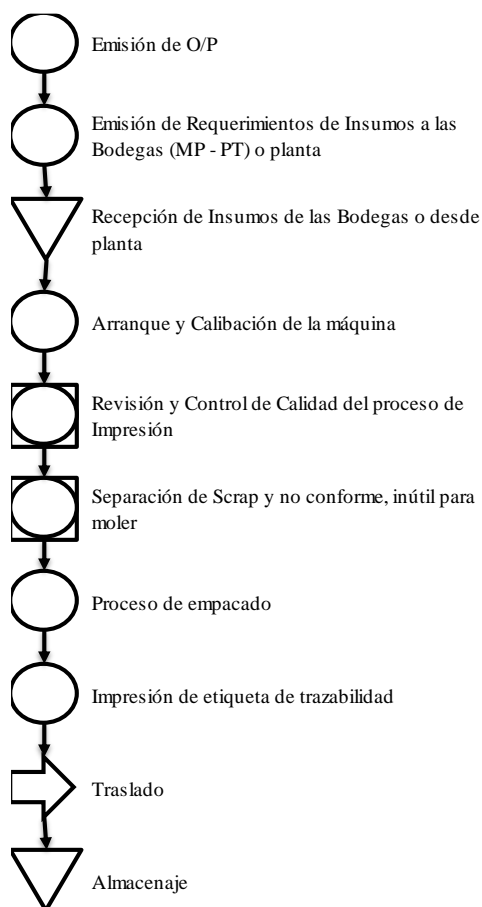 Emisión de O/P
Emisión de Requerimientos de Insumos a las
Bodegas (MP - PT) o planta
Recepción de Insumos de las Bodegas o desde
planta
Arranque y Calibación de la máquina
Revisión y Control de Calidad del proceso de
Impresión
Separación de Scrap y no conforme, inútil para
moler
Proceso de empacado
Impresión de etiqueta de trazabilidad
Traslado
Almacenaje